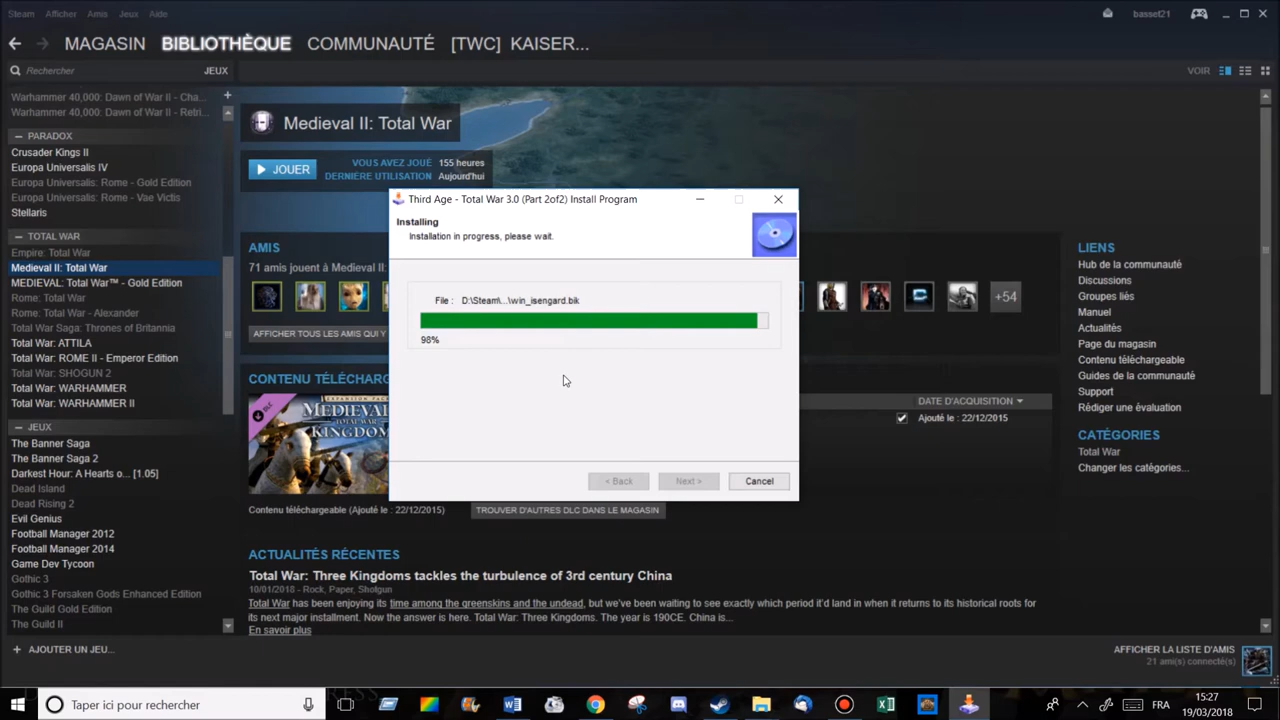 Steam Afficher Amis Jeux Aide
basset21
MAGASIN BIBLIOTHÈQUE COMMUNAUTÉ [TWC] KAISER...
Rechercher JEUX
VOIR
Warhammer 40,000: Dawn of War II - Cha...
Warhammer 40,000: Dawn of War II - Retri...
PARADOX
Crusader Kings II
Europa Universalis IV
Europa Universalis: Rome - Gold Edition
Europa Universalis: Rome - Vae Victis
Stellaris
TOTAL WAR
Empire: Total War
Medieval II: Total War
MEDIEVAL: Total War™ - Gold Edition
Rome: Total War
Rome: Total War - Alexander
Total War Saga: Thrones of Britannia
Total War: ATTILA
Total War: ROME II - Emperor Edition
Total War: SHOGUN 2
Total War: WARHAMMER
Total War: WARHAMMER II
JEUX
The Banner Saga
The Banner Saga 2
Darkest Hour: A Hearts o... [1.05]
Dead Island
Dead Rising 2
Evil Genius
Football Manager 2012
Football Manager 2014
Game Dev Tycoon
Gothic 3
Gothic 3 Forsaken Gods Enhanced Edition
The Guild Gold Edition
The Guild II
+ AJOUTER UN JEU...
Medieval II: Total War
JOUER
VOUS AVEZ JOUÉ 155 heures
DERNIÈRE UTILISATION Aujourd'hui
AMIS
71 amis jouent à Medieval II:
+54
AFFICHER TOUS LES AMIS QUI Y
CONTENU TÉLÉCHARG
MEDIEVAL
TOTAL WAR
KINGDOM
DATE D'ACQUISITION
Ajouté le : 22/12/2015
Contenu téléchargeable (Ajouté le : 22/12/2015)
TROUVER D'AUTRES DLC DANS LE MAGASIN
ACTUALITÉS RÉCENTES
Total War: Three Kingdoms tackles the turbulence of 3rd century China
10/01/2018 - Rock, Paper, Shotgun
Total War has been enjoying its time among the greenskins and the undead, but we've been waiting to see exactly which period it'd land in when it returns to its historical roots for
its next major installment. Now the answer is here. Total War: Three Kingdoms. The year is 190CE. China is...
En savoir plus
Third Age - Total War 3.0 (Part 2of2) Install Program
Installing
Installation in progress, please wait.
File : D:\Steam\...\win_isengard.bik
98%
< Back
Next >
Cancel
LIENS
Hub de la communauté
Discussions
Groupes liés
Manuel
Actualités
Page du magasin
Contenu téléchargeable
Guides de la communauté
Support
Rédiger une évaluation
CATÉGORIES
Total War
Changer les catégories...
AFFICHER LA LISTE D'AMIS
21 ami(s) connecté(s)
Taper ici pour rechercher
FRA
15:27
19/03/2018